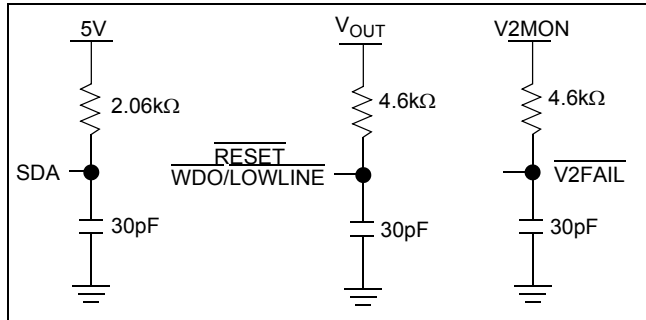 5V
2.06kΩ
SDA
30pF
VOUT
4.6kΩ
RESET
WDO/LOWLINE
30pF
V2MON
4.6kΩ
V2FAIL
30pF